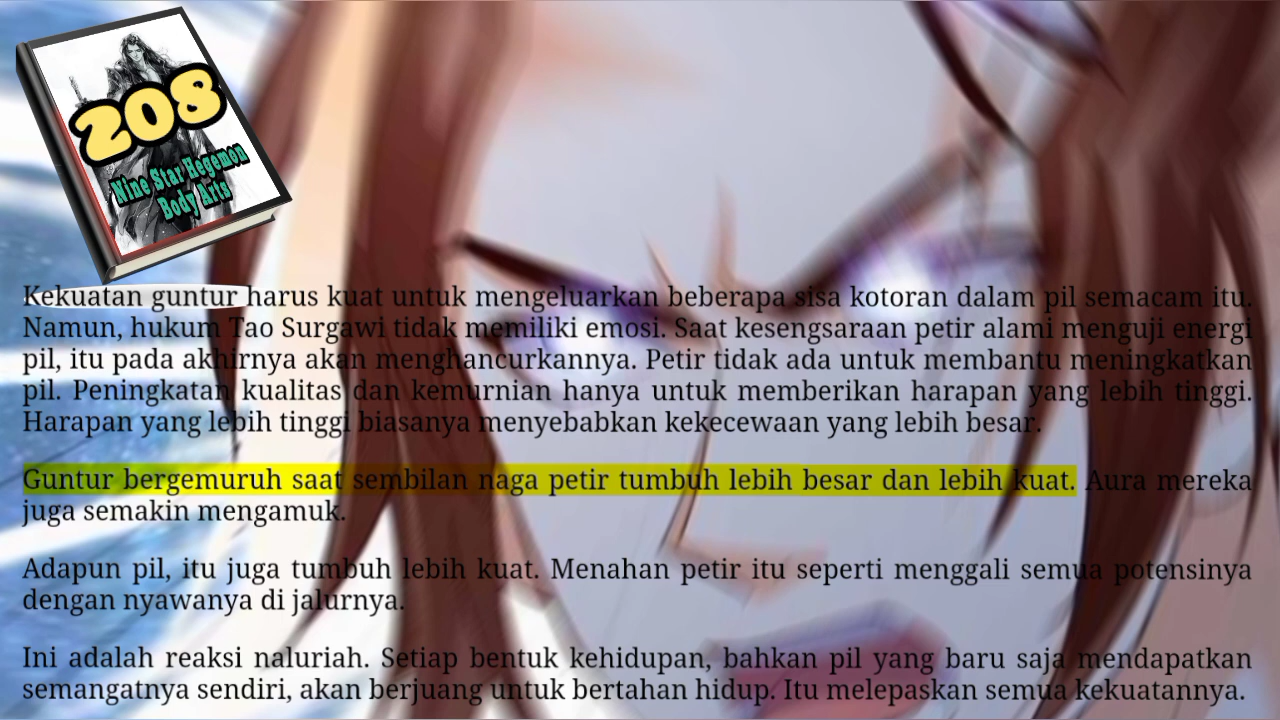 208
Nine Star Hegemon
Body Arts
Kekuatan guntur harus kuat untuk mengeluarkan beberapa sisa kotoran dalam pil semacam itu.
Namun, hukum Tao Surgawi tidak memiliki emosi. Saat kesengsaraan petir alami menguji energi
pil, itu pada akhirnya akan menghancurkannya. Petir tidak ada untuk membantu meningkatkan
pil. Peningkatan kualitas dan kemurnian hanya untuk memberikan harapan yang lebih tinggi.
Harapan yang lebih tinggi biasanya menyebabkan kekecewaan yang lebih besar.
Guntur bergemuruh saat sembilan naga petir tumbuh lebih besar dan lebih kuat. Aura mereka
juga semakin mengamuk.
Adapun pil, itu juga tumbuh lebih kuat. Menahan petir itu seperti menggali semua potensinya
dengan nyawanya di jalurnya.
Ini adalah reaksi naluriah. Setiap bentuk kehidupan, bahkan pil yang baru saja mendapatkan
semangatnya sendiri, akan berjuang untuk bertahan hidup. Itu melepaskan semua kekuatannya.